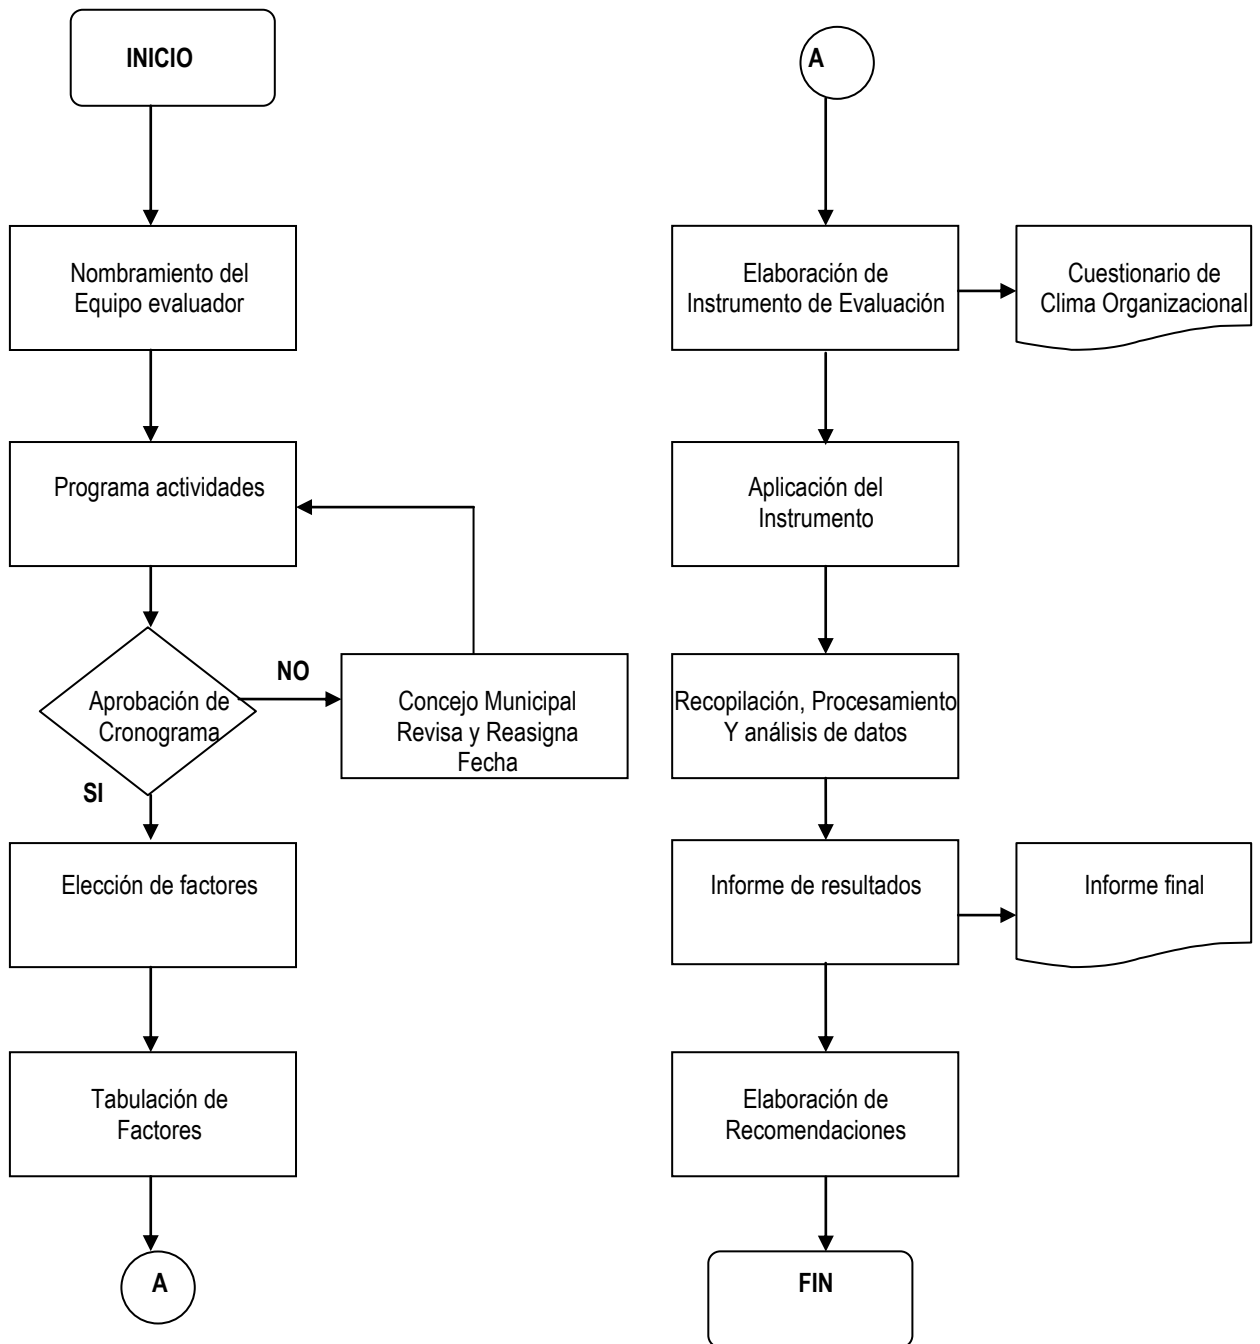 INICIO
Nombramiento del
Equipo evaluador
Programa actividades
Aprobación de
Cronograma
NO
Concejo Municipal
Revisa y Reasigna
Fecha
SI
Elección de factores
Tabulación de
Factores
A
A
Elaboración de
Instrumento de Evaluación
Cuestionario de
Clima Organizacional
Aplicación del
Instrumento
Recopilación, Procesamiento
Y análisis de datos
Informe de resultados
Informe final
Elaboración de
Recomendaciones
FIN